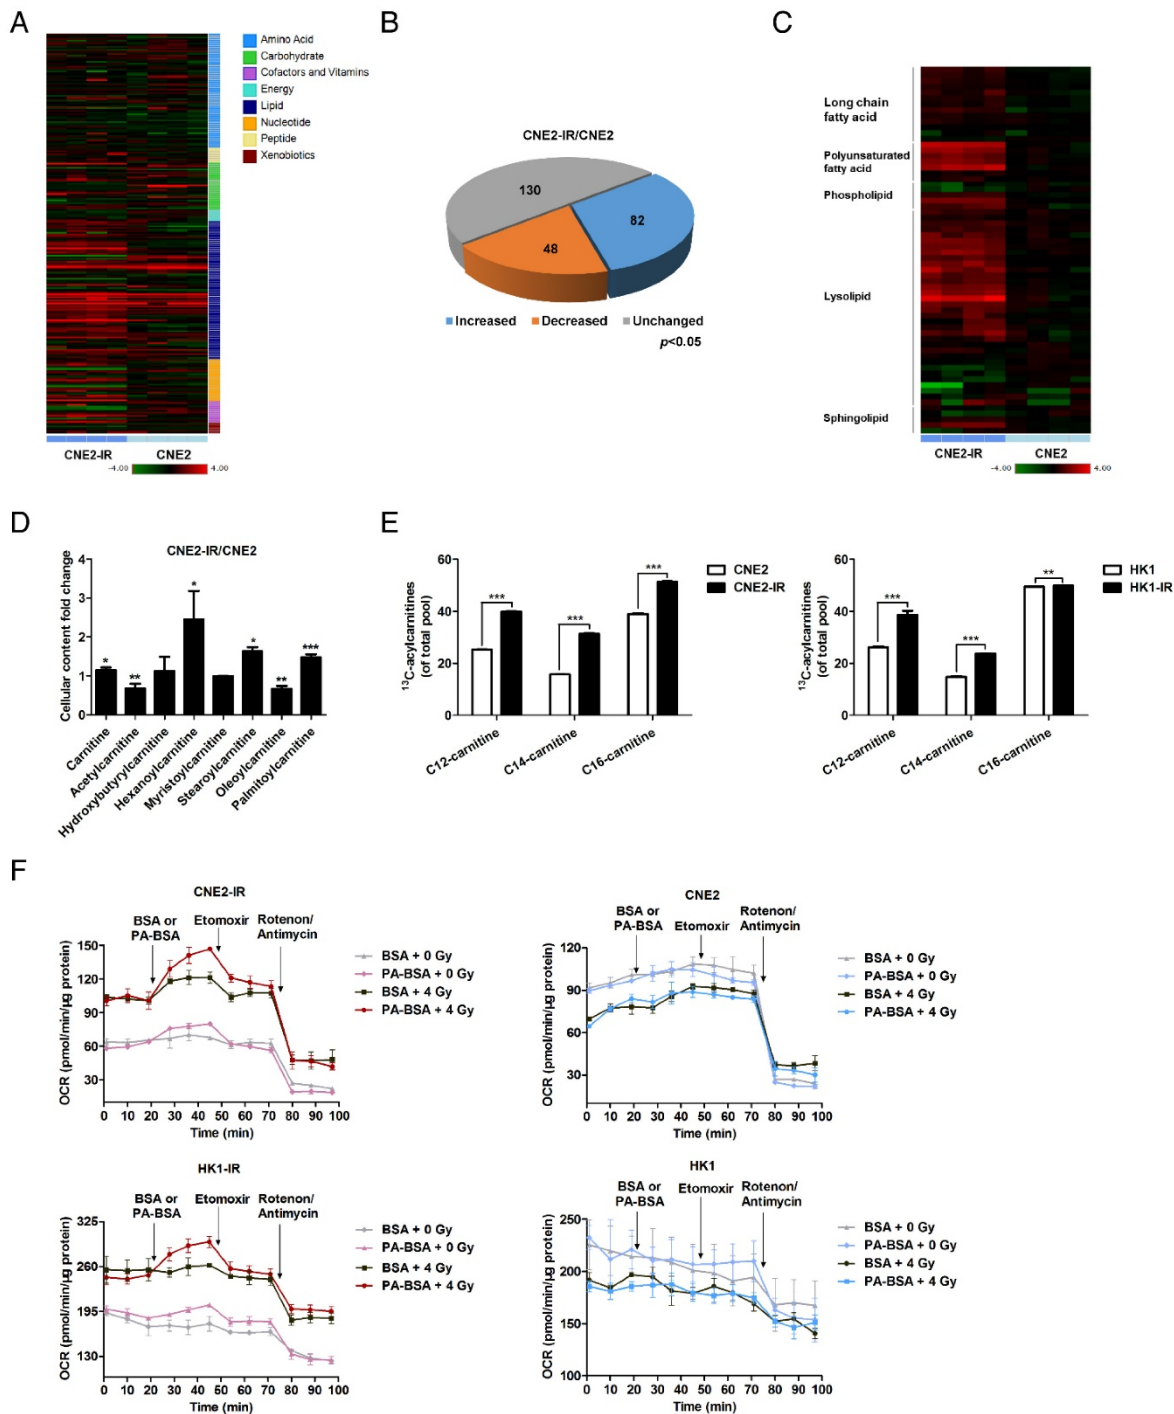 A
Amino Acid
Carbohydrate
Cofactors and Vitamins
Energy
Lipid
Nucleotide
Peptide
Xenobiotics
CNE2-IR CNE2
-4.00 4.00
B
CNE2-IR/CNE2
130
82
48
Increased Decreased Unchanged
p<0.05
C
Long chain
fatty acid
Polyunsaturated
fatty acid
Phospholipid
Lysolipid
Sphingolipid
CNE2-IR CNE2
-4.00 4.00
D
CNE2-IR/CNE2
Cellular content fold change
4
3
2
1
0
* ** * * ** ***
Carnitine
Acetylcarnitine
Hydroxybutyrylcarnitine
Hexanoylcarnitine
Myristoylcarnitine
Stearoylcarnitine
Oleoylcarnitine
Palmitoylcarnitine
E
13C-acylcarnitines
(of total pool)
60
40
20
0
*** *** ***
CNE2
CNE2-IR
C12-carnitine
C14-carnitine
C16-carnitine
13C-acylcarnitines
(of total pool)
60
40
20
0
*** *** **
HK1
HK1-IR
C12-carnitine
C14-carnitine
C16-carnitine
F
CNE2-IR
BSA or
PA-BSA
Etomoxir
Rotenon/
Antimycin
OCR (pmol/min/μg protein)
150
120
90
60
30
0 10 20 30 40 50 60 70 80 90 100
Time (min)
BSA + 0 Gy
PA-BSA + 0 Gy
BSA + 4 Gy
PA-BSA + 4 Gy
CNE2
BSA or
PA-BSA
Etomoxir
Rotenon/
Antimycin
OCR (pmol/min/μg protein)
120
90
60
30
0 10 20 30 40 50 60 70 80 90 100
Time (min)
BSA + 0 Gy
PA-BSA + 0 Gy
BSA + 4 Gy
PA-BSA + 4 Gy
HK1-IR
BSA or
PA-BSA
Etomoxir
Rotenon/
Antimycin
OCR (pmol/min/μg protein)
325
260
195
130
0 10 20 30 40 50 60 70 80 90 100
Time (min)
BSA + 0 Gy
PA-BSA + 0 Gy
BSA + 4 Gy
PA-BSA + 4 Gy
HK1
BSA or
PA-BSA
Etomoxir
Rotenon/
Antimycin
OCR (pmol/min/μg protein)
250
200
150
100
0 10 20 30 40 50 60 70 80 90 100
Time (min)
BSA + 0 Gy
PA-BSA + 0 Gy
BSA + 4 Gy
PA-BSA + 4 Gy